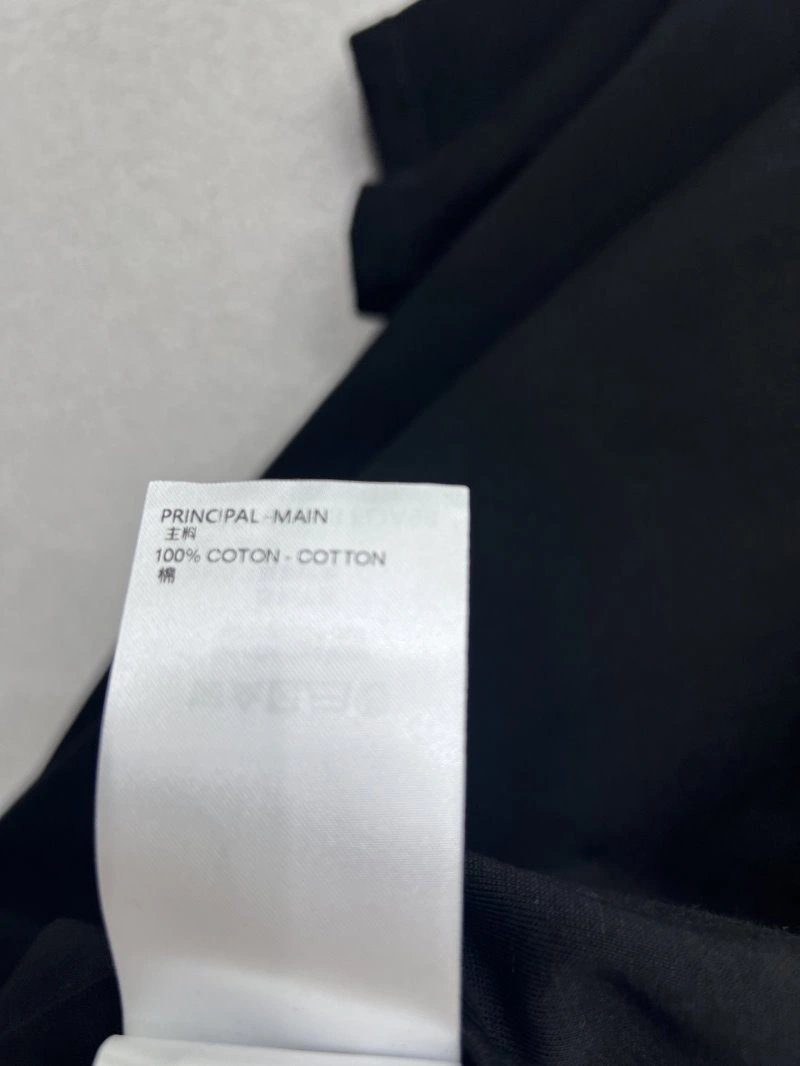 PRINCIPAL - MAIN
主料
100% COTON - COTTON
棉